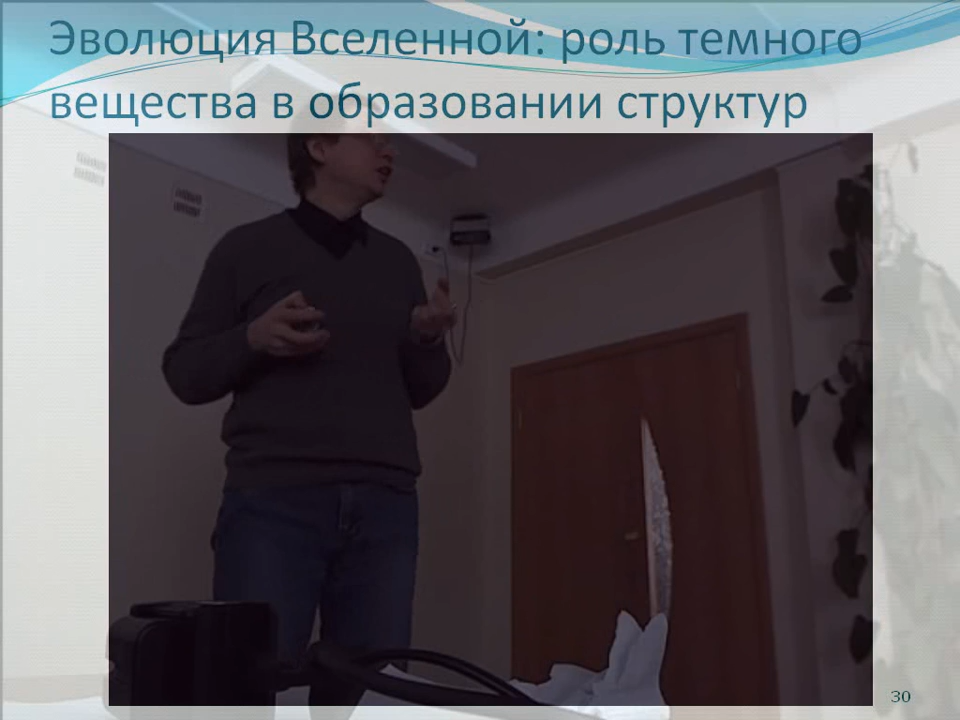 Эволюция Вселенной: роль темного
вещества в образовании структур
30